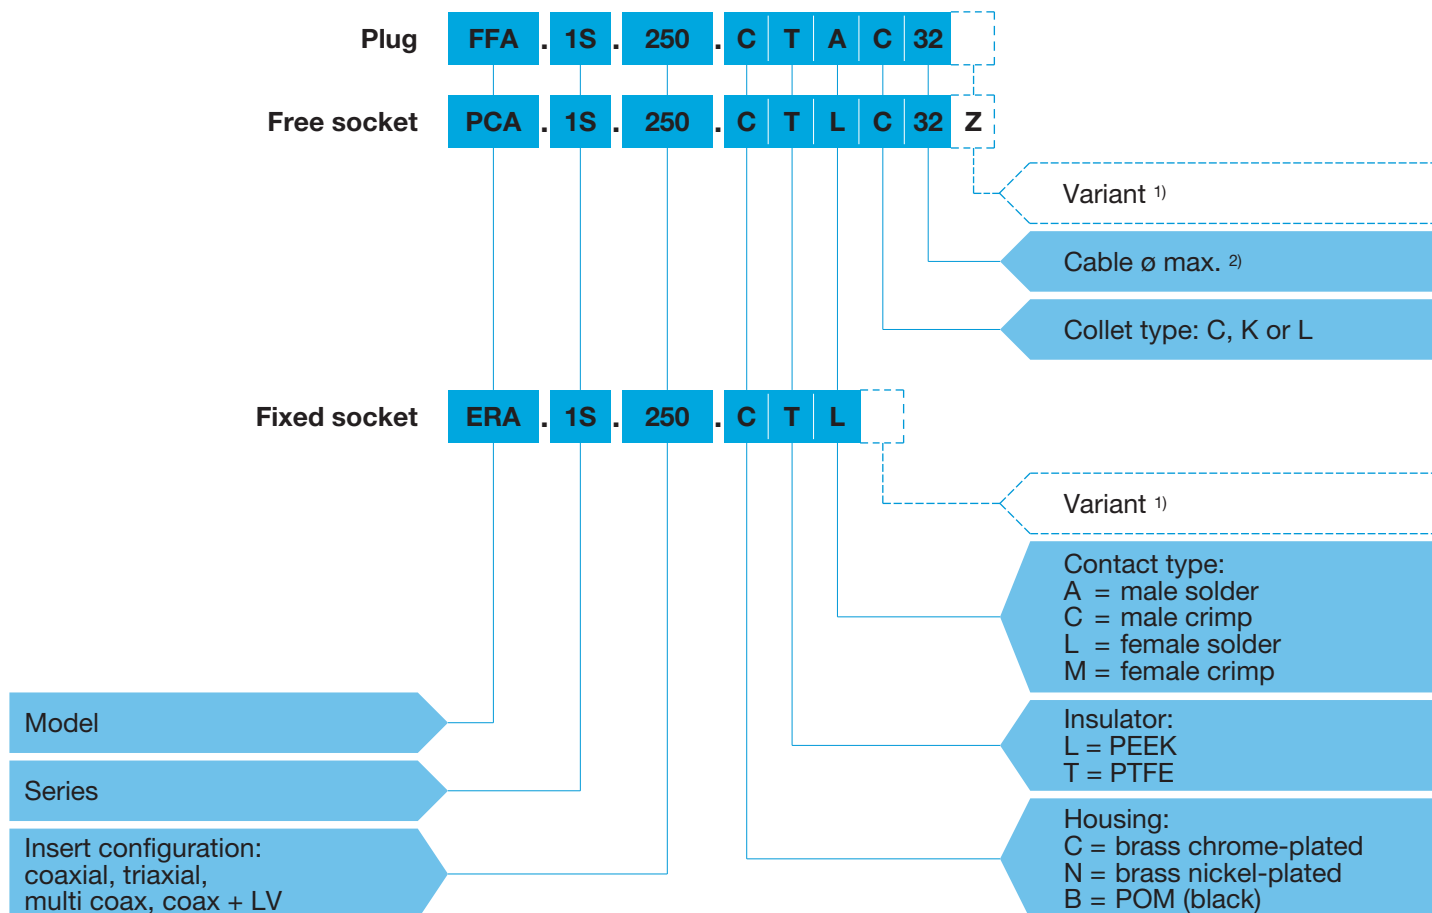 Plug FFA . 1S . 250 . C T A C 32
Free socket PCA . 1S . 250 . C T L C 32 Z
Variant 1)
Cable ø max. 2)
Collet type: C, K or L
Fixed socket ERA . 1S . 250 . C T L
Variant 1)
Contact type:
A = male solder
C = male crimp
L = female solder
M = female crimp
Model
Insulator:
L = PEEK
T = PTFE
Series
Housing:
C = brass chrome-plated
N = brass nickel-plated
B = POM (black)
Insert configuration:
coaxial, triaxial,
multi coax, coax + LV